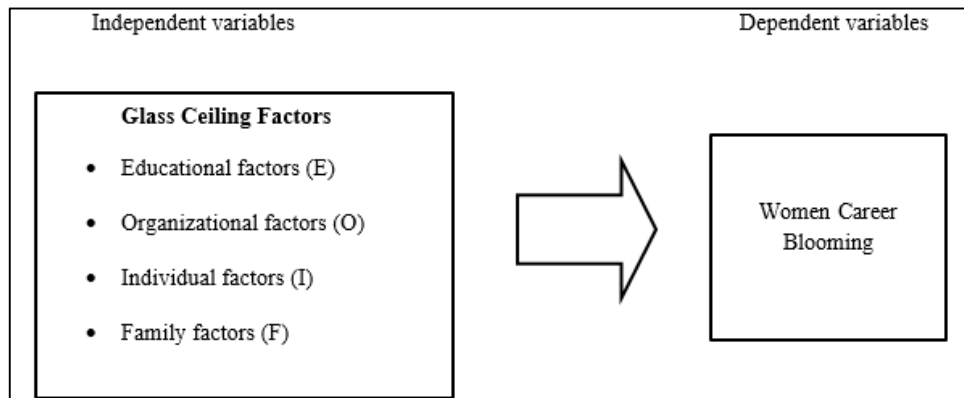 Independent variables
Dependent variables
Glass Ceiling Factors
• Educational factors (E)
• Organizational factors (O)
• Individual factors (I)
• Family factors (F)
Women Career
Blooming